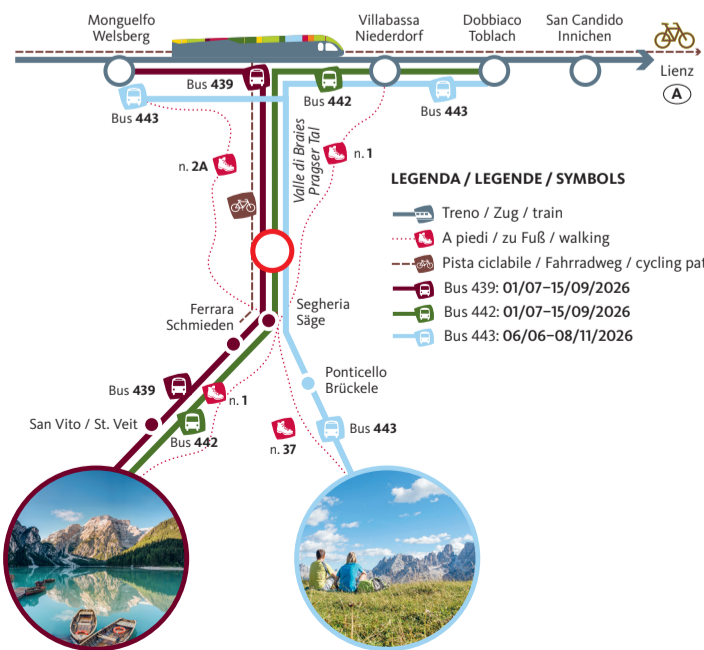 Monguelfo
Welsberg
Villabassa
Niederdorf
Dobbiaco
Toblach
San Candido
Innichen
Lienz
A
Bus 439
Bus 442
Bus 443
Bus 443
n. 2A
Valle di Braies
Pragser Tal
n. 1
LEGENDA / LEGENDE / SYMBOLS
Treno / Zug / train
A piedi / zu Fuß / walking
Pista ciclabile / Fahrradweg / cycling pat
Bus 439: 01/07–15/09/2026
Bus 442: 01/07–15/09/2026
Bus 443: 06/06–08/11/2026
Ferrara
Schmieden
Segheria
Säge
Ponticello
Brückele
Bus 439
n. 1
San Vito / St. Veit
Bus 442
n. 37
Bus 443